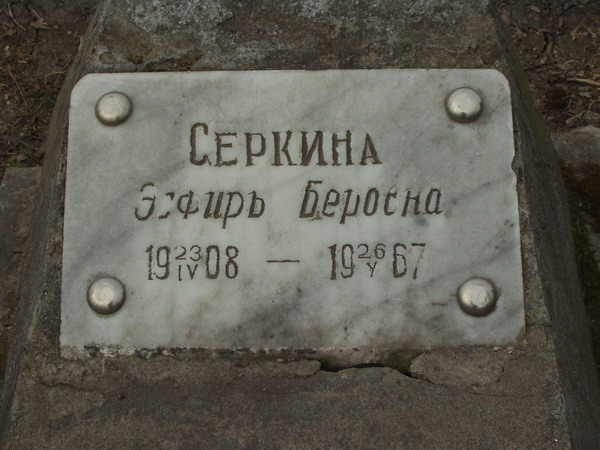 СЕРКИНА
Эсфиръ Беросна
19 23/IV 08 — 19 26/V 67